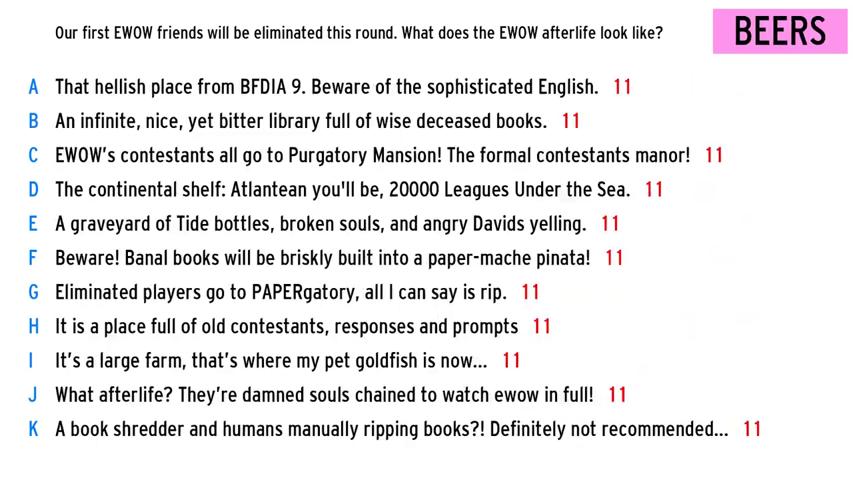 Our first EWOW friends will be eliminated this round. What does the EWOW afterlife look like?
BEERS
A That hellish place from BFDIA 9. Beware of the sophisticated English. 11
B An infinite, nice, yet bitter library full of wise deceased books. 11
C EWOW's contestants all go to Purgatory Mansion! The formal contestants manor! 11
D The continental shelf: Atlantean you'll be, 20000 Leagues Under the Sea. 11
E A graveyard of Tide bottles, broken souls, and angry Davids yelling. 11
F Beware! Banal books will be briskly built into a paper-mache pinata! 11
G Eliminated players go to PAPERgatory, all I can say is rip. 11
H It is a place full of old contestants, responses and prompts 11
I It's a large farm, that's where my pet goldfish is now... 11
J What afterlife? They're damned souls chained to watch ewow in full! 11
K A book shredder and humans manually ripping books?! Definitely not recommended... 11